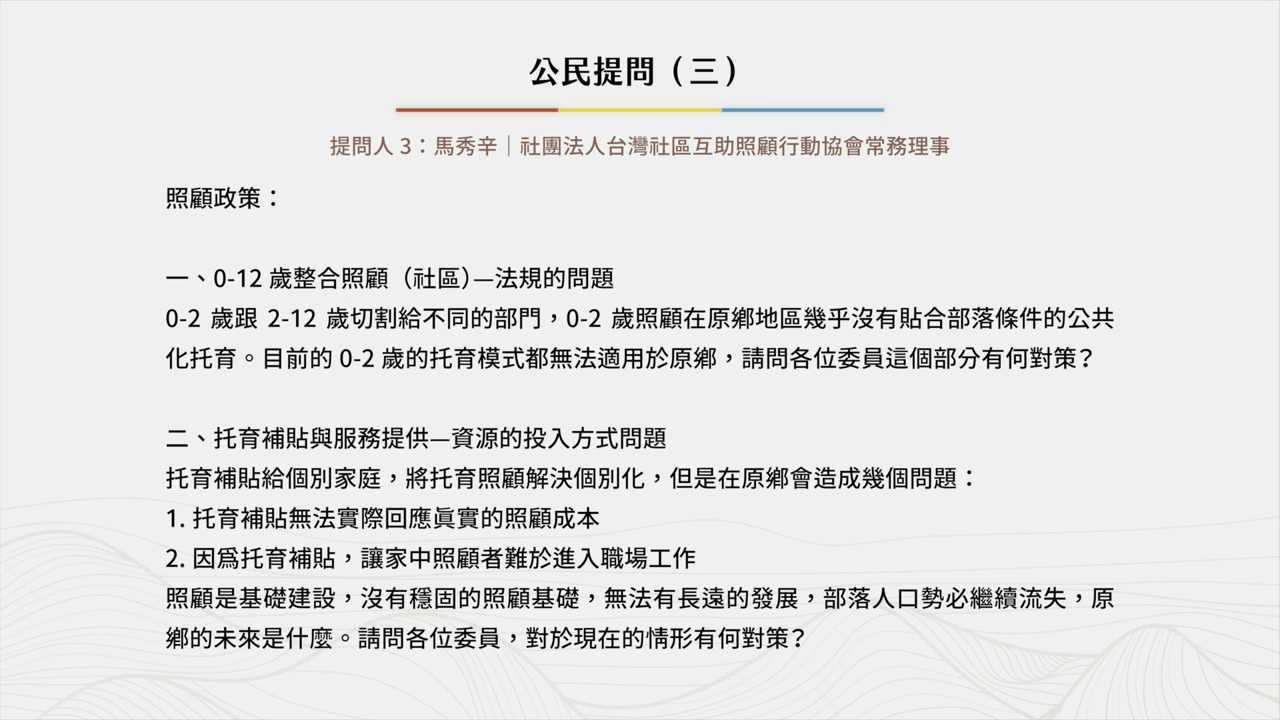 公民提問（三）
提問人 3：馬秀辛｜社團法人台灣社區互助照顧行動協會常務理事
照顧政策：
一、0-12 歲整合照顧（社區）—法規的問題
0-2 歲跟 2-12 歲切割給不同的部門，0-2 歲照顧在原鄉地區幾乎沒有貼合部落條件的公共
化托育。目前的 0-2 歲的托育模式都無法適用於原鄉，請問各位委員這個部分有何對策？
二、托育補貼與服務提供—資源的投入方式問題
托育補貼給個別家庭，將托育照顧解決個別化，但是在原鄉會造成幾個問題：
1. 托育補貼無法實際回應真實的照顧成本
2. 因為托育補貼，讓家中照顧者難於進入職場工作
照顧是基礎建設，沒有穩固的照顧基礎，無法有長遠的發展，部落人口勢必繼續流失，原
鄉的未來是什麼。請問各位委員，對於現在的情形有何對策？